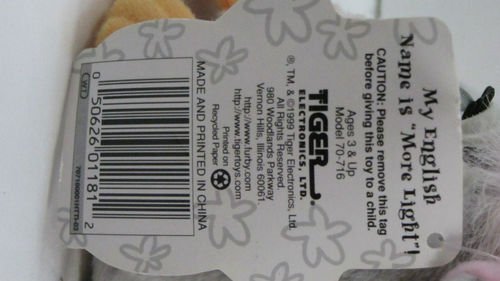 My English
Name is "More Light"!
CAUTION: Please remove this tag
before giving this toy to a child.
Ages 3 & Up
Model 70-716
TIGER
ELECTRONICS, LTD.
®, TM, & ©1999 Tiger Electronics, Ltd.
All Rights Reserved.
980 Woodlands Parkway
Vernon Hills, Illinois 60061.
http://www.furby.com
http://www.tigertoys.com
Printed on
Recycled Paper
MADE AND PRINTED IN CHINA
0 50626 01181 2